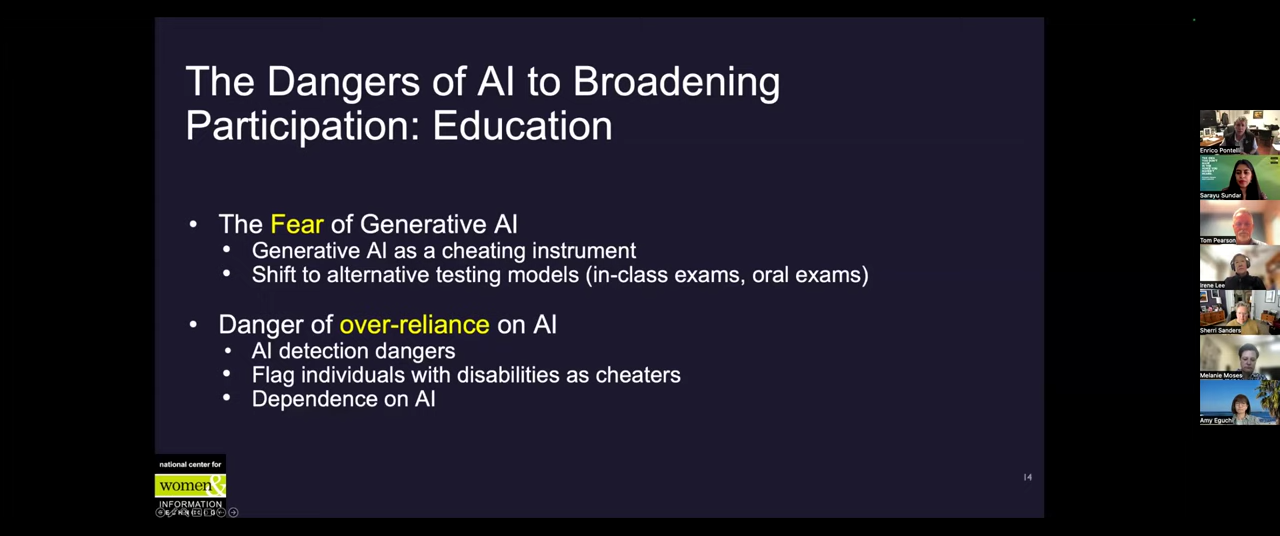 The Dangers of AI to Broadening
Participation: Education
• The Fear of Generative AI
• Generative AI as a cheating instrument
• Shift to alternative testing models (in-class exams, oral exams)
• Danger of over-reliance on AI
• AI detection dangers
• Flag individuals with disabilities as cheaters
• Dependence on AI
national center for
women&
INFORMATION
14
Enrico Pontelli
Sarayu Sundar
Tom Pearson
Irene Lee
Sherri Sanders
Melanie Moses
Amy Eguchi